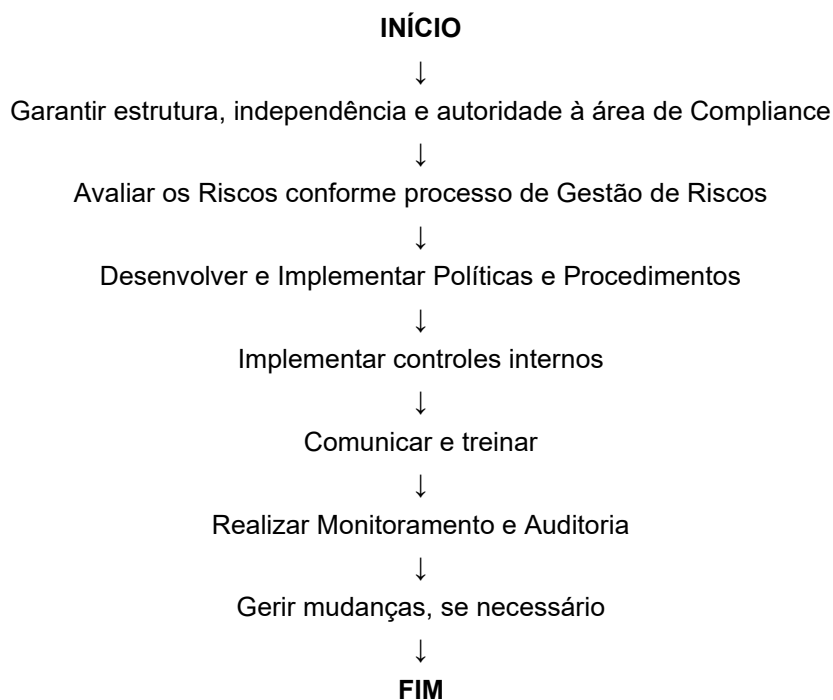 INÍCIO
↓
Garantir estrutura, independência e autoridade à área de Compliance
↓
Avaliar os Riscos conforme processo de Gestão de Riscos
↓
Desenvolver e Implementar Políticas e Procedimentos
↓
Implementar controles internos
↓
Comunicar e treinar
↓
Realizar Monitoramento e Auditoria
↓
Gerir mudanças, se necessário
↓
FIM